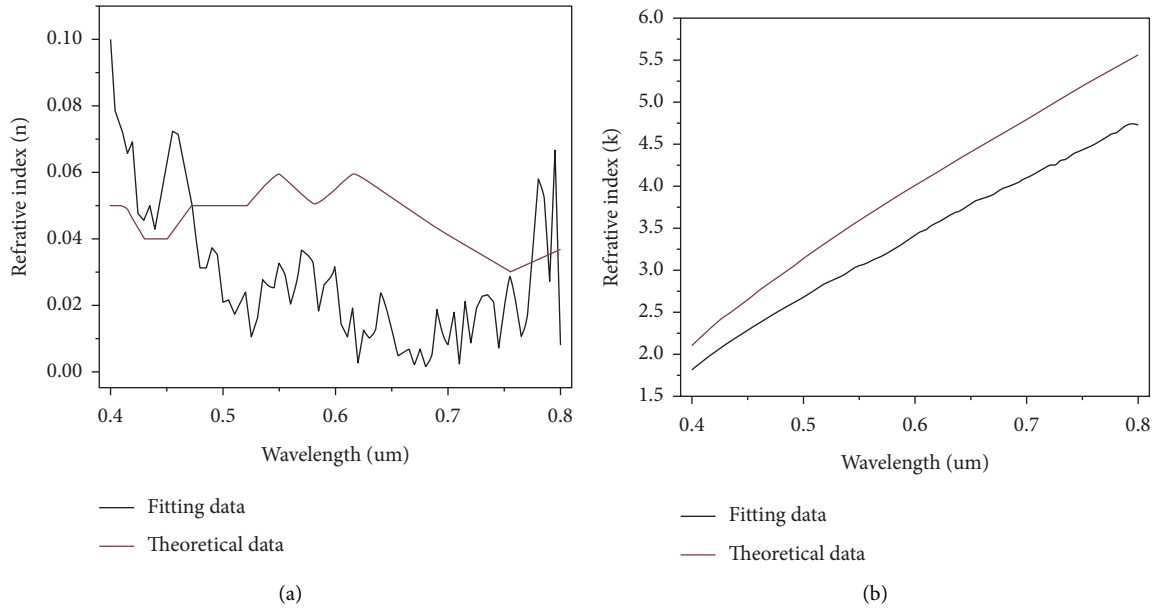 0.10
0.08
0.06
0.04
0.02
0.00
Refrative index (n)
0.4 0.5 0.6 0.7 0.8
Wavelength (um)
Fitting data
Theoretical data
(a)
6.0
5.5
5.0
4.5
4.0
3.5
3.0
2.5
2.0
1.5
Refrative index (k)
0.4 0.5 0.6 0.7 0.8
Wavelength (um)
Fitting data
Theoretical data
(b)